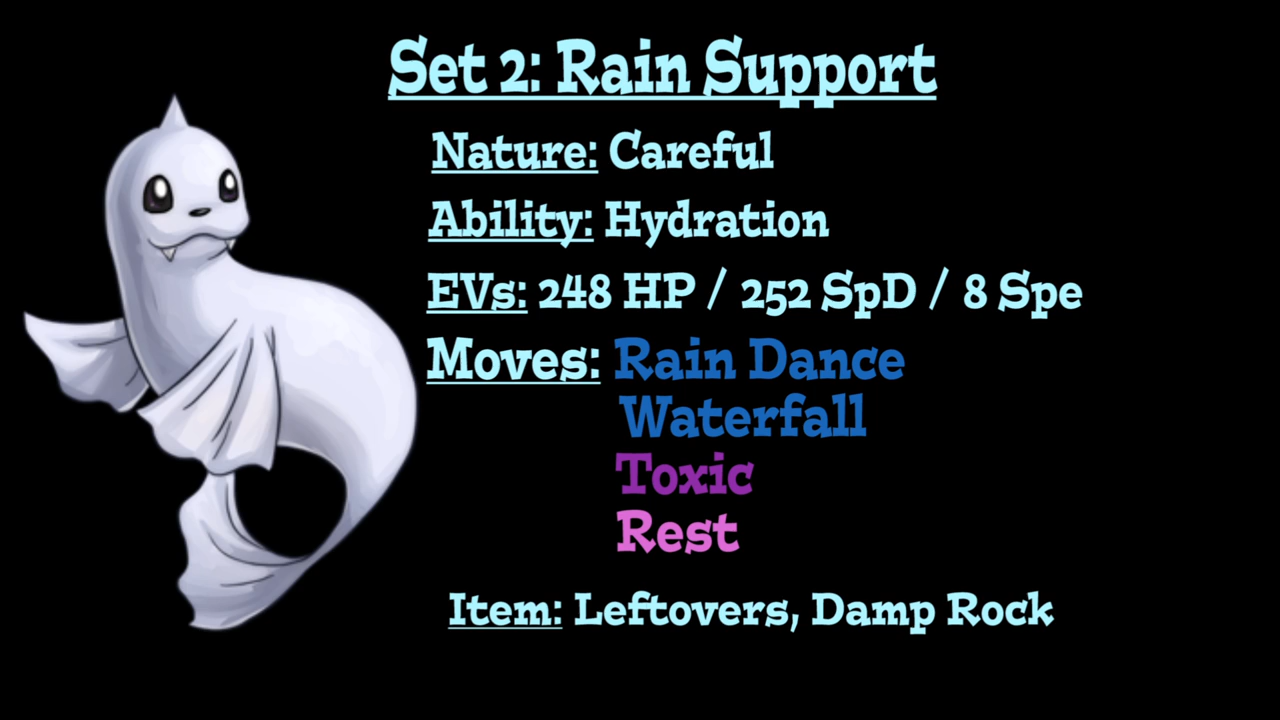 Set 2: Rain Support
Nature: Careful
Ability: Hydration
EVs: 248 HP / 252 SpD / 8 Spe
Moves: Rain Dance
Waterfall
Toxic
Rest
Item: Leftovers, Damp Rock